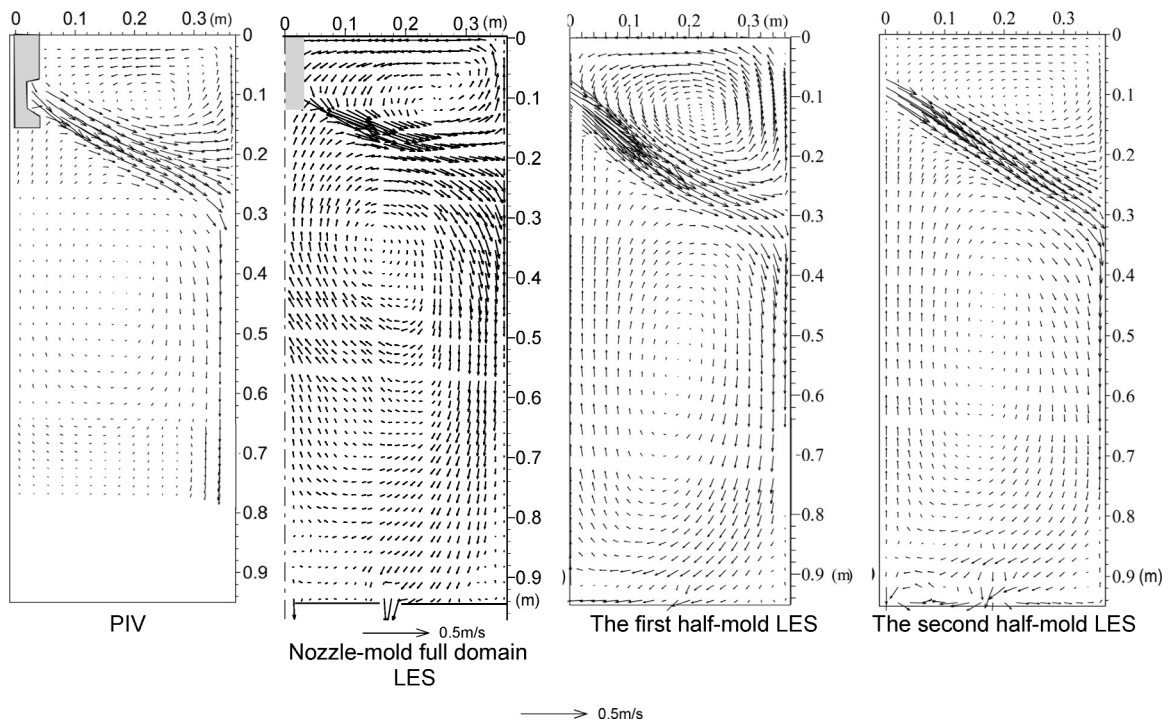 0 0.1 0.2 0.3 (m)
0
0.1
0.2
0.3
0.4
0.5
0.6
0.7
0.8
0.9
PIV
0 0.1 0.2 0.3 (m)
0
0.1
0.2
0.3
0.4
0.5
0.6
0.7
0.8
0.9
(m)
0.5m/s
Nozzle-mold full domain
LES
0 0.1 0.2 0.3 (m)
0
0.1
0.2
0.3
0.4
0.5
0.6
0.7
0.8
0.9 (m)
)
The first half-mold LES
0 0.1 0.2 0.3
0
0.1
0.2
0.3
0.4
0.5
0.6
0.7
0.8
0.9 (m)
)
The second half-mold LES
0.5m/s